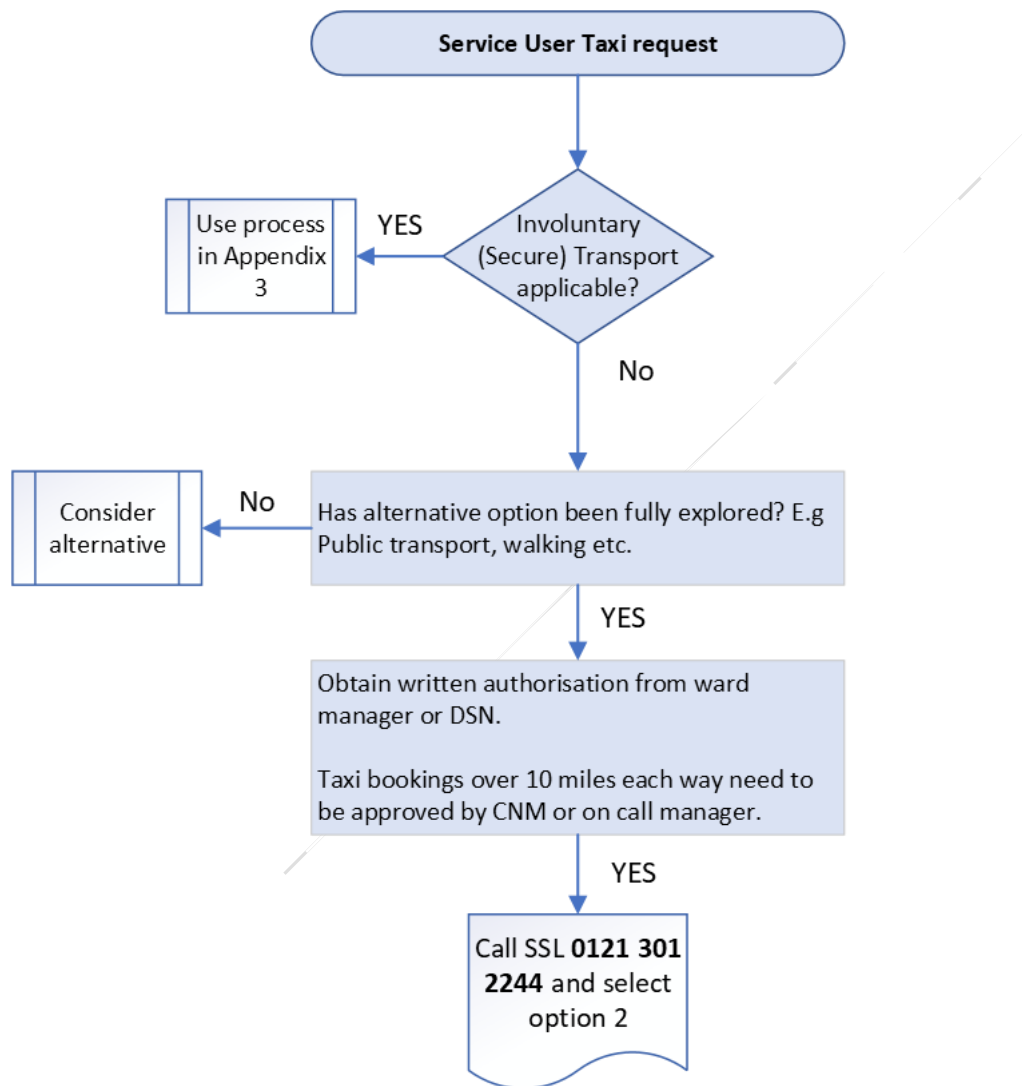 Service User Taxi request
Use process
in Appendix
3
YES
Involuntary
(Secure) Transport
applicable?
No
Consider
alternative
No
Has alternative option been fully explored? E.g
Public transport, walking etc.
YES
Obtain written authorisation from ward
manager or DSN.
Taxi bookings over 10 miles each way need to
be approved by CNM or on call manager.
YES
Call SSL 0121 301
2244 and select
option 2